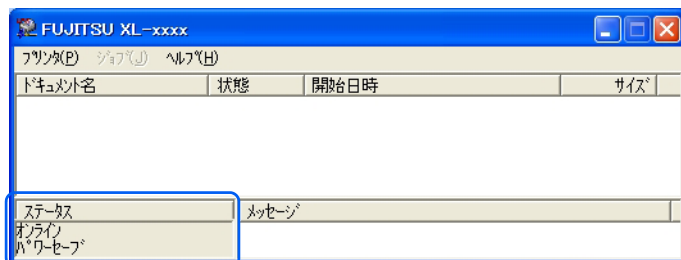 FUJITSU XL-xxxx
プリンタ(P) ジョブ(J) ヘルプ(H)
ドキュメント名 状態 開始日時 サイズ
ステータス メッセージ
オンライン
パワーセーブ